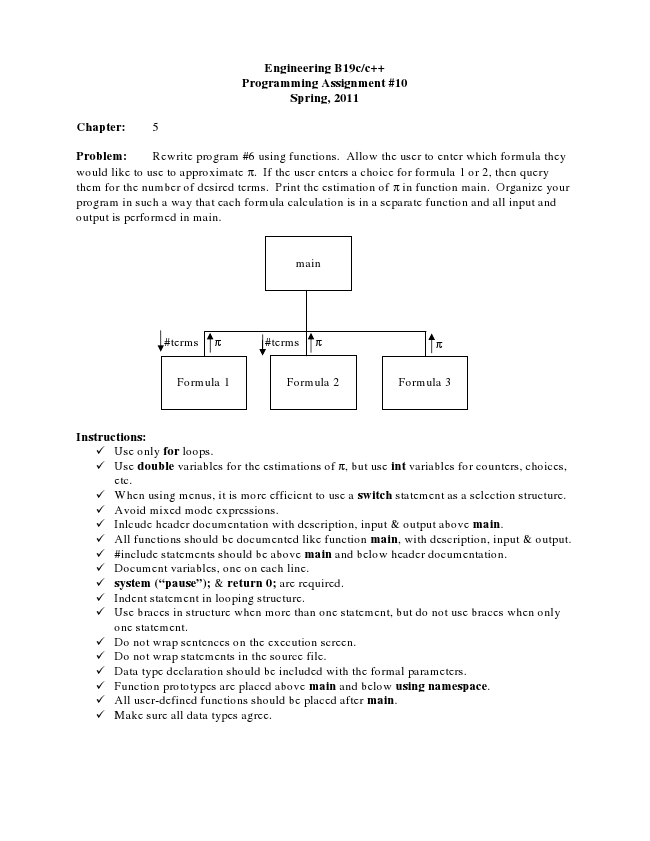 Engineering B19c/c++
Programming Assignment #10
Spring, 2011
Chapter: 5
Problem: Rewrite program #6 using functions. Allow the user to enter which formula they
would like to use to approximate π. If the user enters a choice for formula 1 or 2, then query
them for the number of desired terms. Print the estimation of π in function main. Organize your
program in such a way that each formula calculation is in a separate function and all input and
output is performed in main.
main
#terms π #terms π π
Formula 1 Formula 2 Formula 3
Instructions:
✓ Use only for loops.
✓ Use double variables for the estimations of π, but use int variables for counters, choices,
etc.
✓ When using menus, it is more efficient to use a switch statement as a selection structure.
✓ Avoid mixed mode expressions.
✓ Inlcude header documentation with description, input & output above main.
✓ All functions should be documented like function main, with description, input & output.
✓ #include statements should be above main and below header documentation.
✓ Document variables, one on each line.
✓ system (“pause”); & return 0; are required.
✓ Indent statement in looping structure.
✓ Use braces in structure when more than one statement, but do not use braces when only
one statement.
✓ Do not wrap sentences on the execution screen.
✓ Do not wrap statements in the source file.
✓ Data type declaration should be included with the formal parameters.
✓ Function prototypes are placed above main and below using namespace.
✓ All user-defined functions should be placed after main.
✓ Make sure all data types agree.